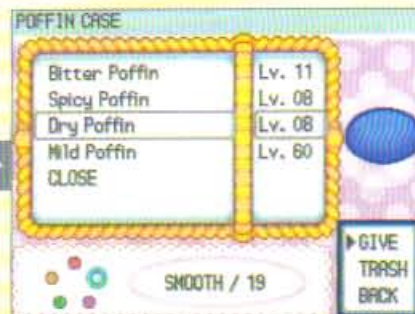 POFFIN CASE
Bitter Poffin Lv. 11
Spicy Poffin Lv. 08
Dry Poffin Lv. 08
Mild Poffin Lv. 60
CLOSE
SMOOTH / 19
GIVE
TRASH
BACK